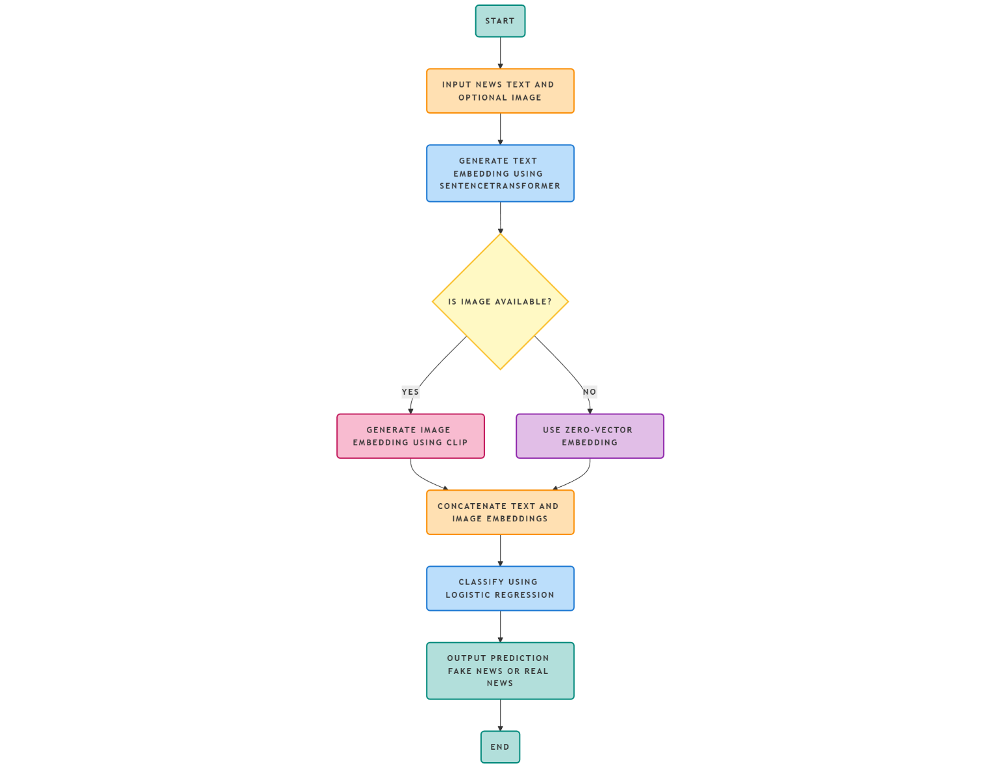 START
INPUT NEWS TEXT AND
OPTIONAL IMAGE
GENERATE TEXT
EMBEDDING USING
SENTENCETRANSFORMER
IS IMAGE AVAILABLE?
YES
NO
GENERATE IMAGE
EMBEDDING USING CLIP
USE ZERO-VECTOR
EMBEDDING
CONCATENATE TEXT AND
IMAGE EMBEDDINGS
CLASSIFY USING
LOGISTIC REGRESSION
OUTPUT PREDICTION
FAKE NEWS OR REAL
NEWS
END